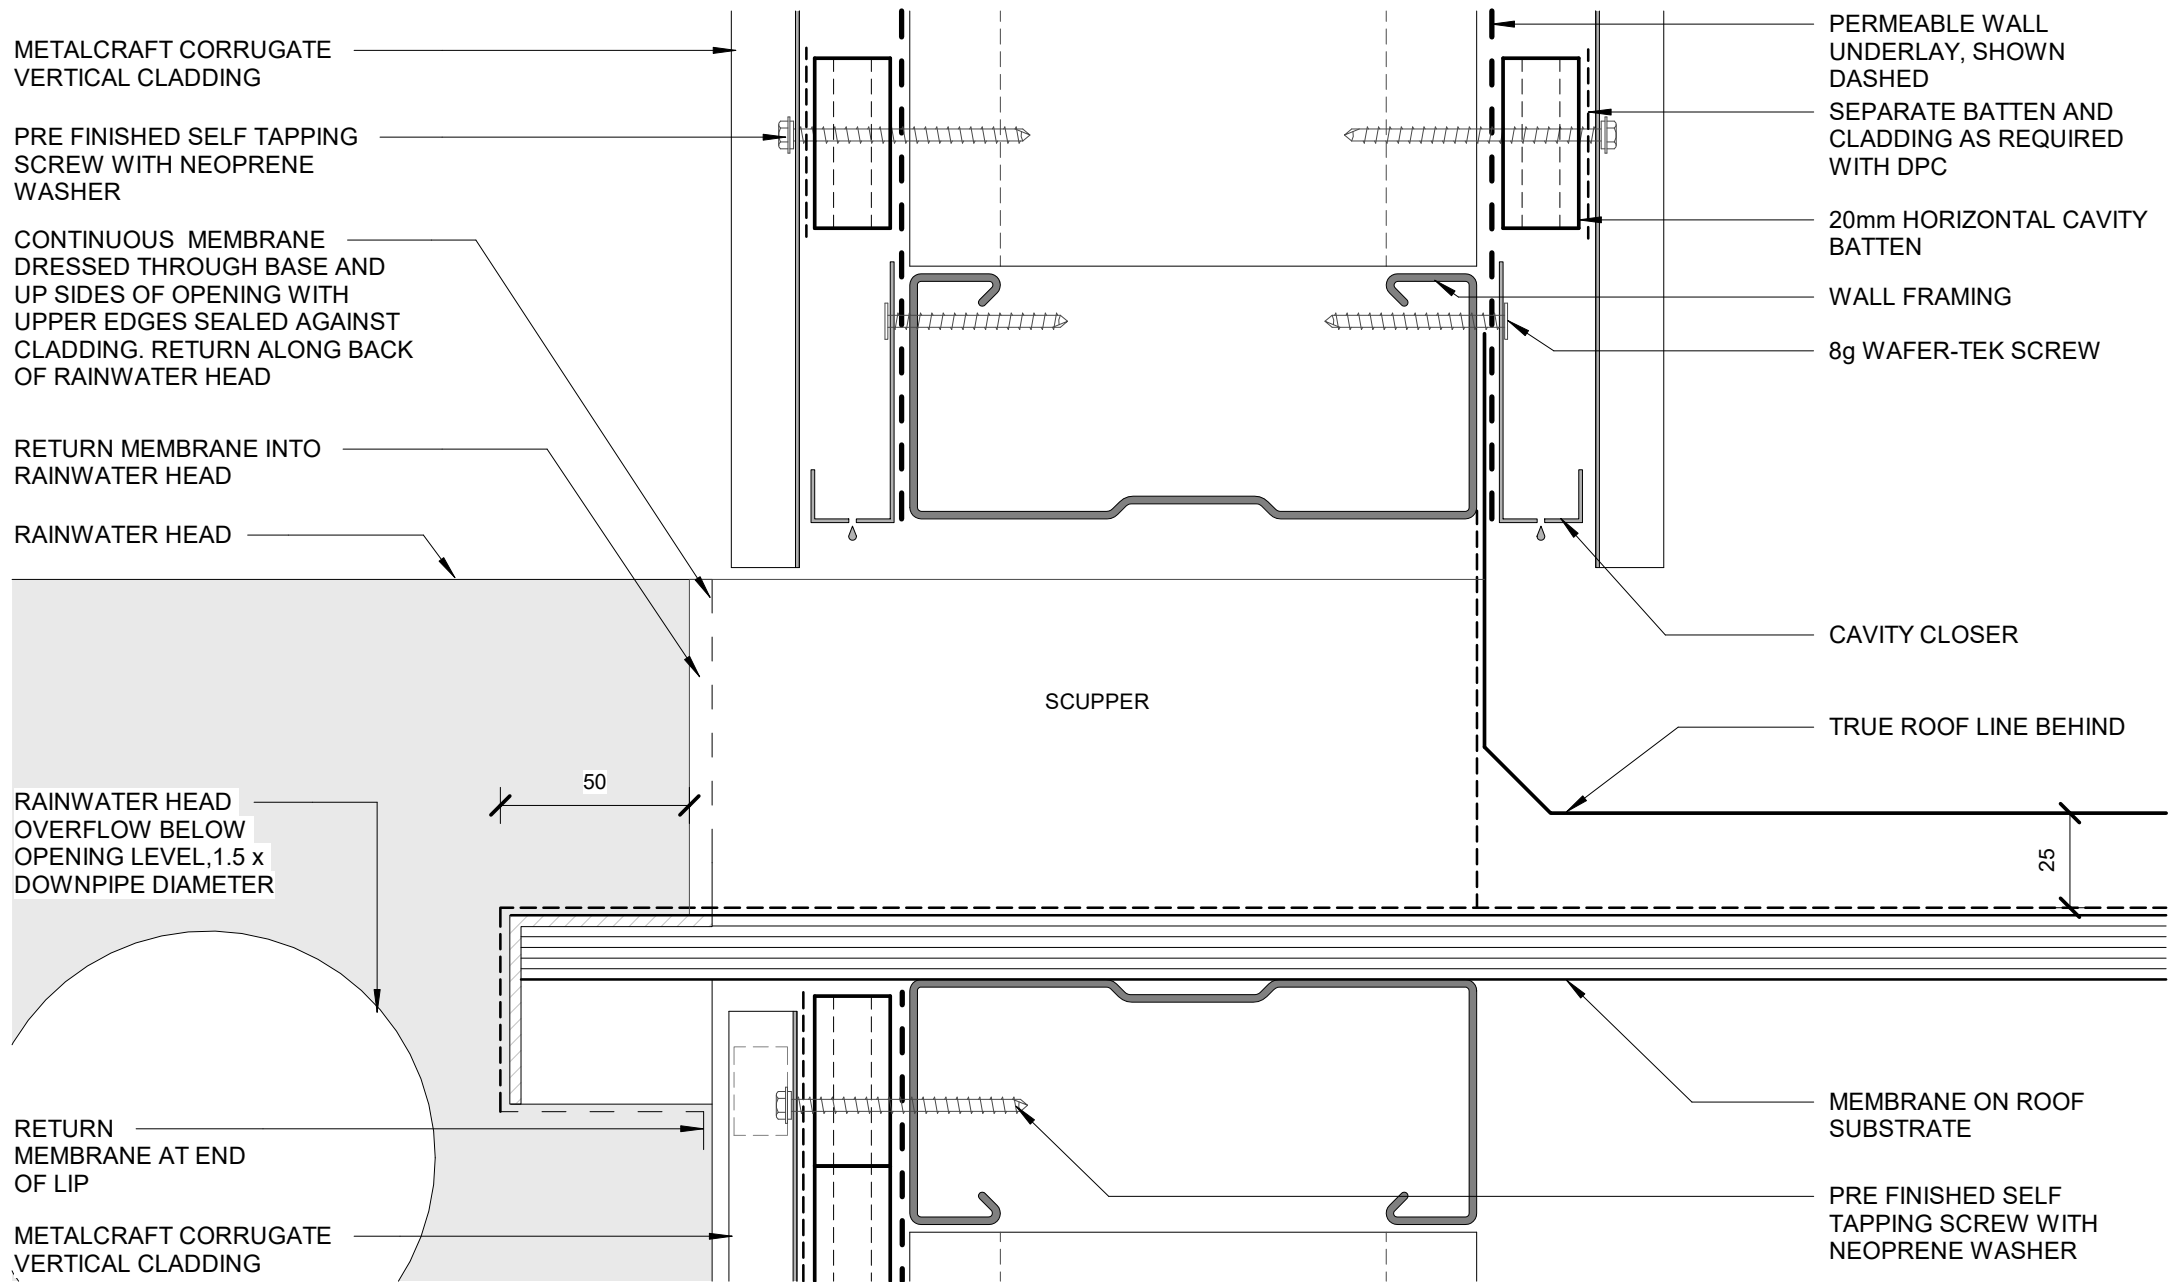 METALCRAFT CORRUGATE
VERTICAL CLADDING
PRE FINISHED SELF TAPPING
SCREW WITH NEOPRENE
WASHER
CONTINUOUS  MEMBRANE
DRESSED THROUGH BASE AND
UP SIDES OF OPENING WITH
UPPER EDGES SEALED AGAINST
CLADDING. RETURN ALONG BACK
OF RAINWATER HEAD
RETURN MEMBRANE INTO
RAINWATER HEAD
RAINWATER HEAD
RAINWATER HEAD
OVERFLOW BELOW
OPENING LEVEL,1.5 x
DOWNPIPE DIAMETER
RETURN
MEMBRANE AT END
OF LIP
METALCRAFT CORRUGATE
VERTICAL CLADDING
50
SCUPPER
PERMEABLE WALL
UNDERLAY, SHOWN
DASHED
SEPARATE BATTEN AND
CLADDING AS REQUIRED
WITH DPC
20mm HORIZONTAL CAVITY
BATTEN
WALL FRAMING
8g WAFER-TEK SCREW
CAVITY CLOSER
TRUE ROOF LINE BEHIND
25
MEMBRANE ON ROOF
SUBSTRATE
PRE FINISHED SELF
TAPPING SCREW WITH
NEOPRENE WASHER